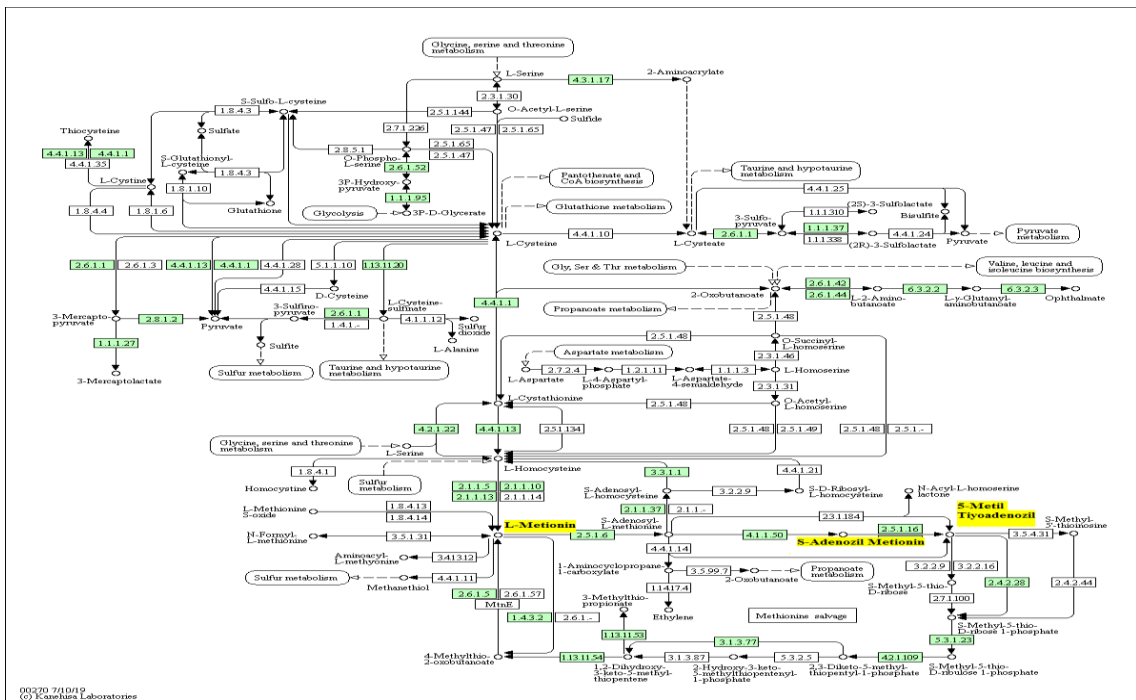 Glycine, serine and threonine
metabolism
L-Serine
4.3.1.17
2-Aminoacrylate
2.3.1.30
O-Acetyl-L-serine
S-Sulfo-L-cysteine
1.8.4.3
2.5.1.144
Sulfide
Thiocysteine
Sulfate
2.7.1.226
2.5.1.47
2.5.1.65
4.4.1.13
4.4.1.1
4.4.1.35
S-Glutathionyl-
L-cysteine
1.8.4.3
2.8.5.1
2.5.1.65
2.5.1.47
O-Phospho-
L-serine
2.6.1.52
L-Cystine
1.8.1.10
3P-Hydroxy-
pyruvate
1.1.1.95
Pantothenate and
CoA biosynthesis
Taurine and hypotaurine
metabolism
4.4.1.25
1.8.4.4
1.8.1.6
Glutathione
Glycolysis
3P-D-Glycerate
Glutathione metabolism
3-Sulfo-
pyruvate
1.1.1.310
(2S)-3-Sulfolactate
Bisulfite
L-Cysteine
4.4.1.10
L-Cysteate
2.6.1.1
1.1.1.37
1.1.1.338
(2R)-3-Sulfolactate
4.4.1.24
Pyruvate
Pyruvate
metabolism
2.6.1.1
2.6.1.3
4.4.1.13
4.4.1.1
4.4.1.28
5.1.1.10
1.13.11.20
Gly, Ser & Thr metabolism
Valine, leucine and
isoleucine biosynthesis
4.4.1.15
D-Cysteine
4.4.1.1
2-Oxobutanoate
2.6.1.42
2.6.1.44
L-2-Amino-
butanoate
6.3.2.2
L-γ-Glutamyl-
aminobutanoate
6.3.2.3
Ophthalmate
Propanoate metabolism
3-Mercapto-
pyruvate
2.8.1.2
Pyruvate
3-Sulfino-
pyruvate
2.6.1.1
1.4.1.-
L-Cysteine-
sulfinate
4.1.1.12
Sulfur
dioxide
L-Alanine
2.5.1.48
1.1.1.27
Sulfite
2.5.1.48
O-Succinyl-
L-homoserine
3-Mercaptolactate
Sulfur metabolism
Taurine and hypotaurine
metabolism
Aspartate metabolism
2.3.1.46
L-Aspartate
2.7.2.4
L-4-Aspartyl-
phosphate
1.2.1.11
L-Aspartate-
4-semialdehyde
1.1.1.3
L-Homoserine
2.3.1.31
L-Cystathionine
2.5.1.48
O-Acetyl-
L-homoserine
4.2.1.22
4.4.1.13
2.5.1.134
2.5.1.48
2.5.1.49
2.5.1.48
2.5.1.-
Glycine, serine and threonine
metabolism
L-Serine
L-Homocysteine
1.8.4.1
Sulfur
metabolism
3.3.1.1
4.4.1.21
Homocystine
2.1.1.5
2.1.1.10
2.1.1.13
2.1.1.14
S-Adenosyl-
L-homocysteine
3.2.2.9
S-D-Ribosyl-
L-homocysteine
N-Acyl-L-homoserine
lactone
L-Methionine
S-oxide
1.8.4.13
1.8.4.14
2.1.1.37
2.1.1.-
L-Metionin
S-Adenosyl-
L-methionine
2.3.1.184
5-Metil
Tiyoadenozil
S-Methyl-
5'-thioinosine
N-Formyl-
L-methionine
3.5.1.31
2.5.1.6
4.1.1.50
S-Adenozil Metionin
2.5.1.16
3.5.4.31
Aminoacyl-
L-methyonine
3.4.13.12
4.4.1.14
Sulfur metabolism
Methanethiol
4.4.1.11
1-Aminocyclopropane-
1-carboxylate
3.5.99.7
2-Oxobutanoate
Propanoate
metabolism
3.2.2.9
3.2.2.16
S-Methyl-5-thio-
D-ribose
2.4.2.28
2.4.2.44
2.6.1.5
2.6.1.57
MtnE
1.14.17.4
2.7.1.100
1.4.3.2
2.6.1.-
3-Methylthio-
propionate
Ethylene
Methionine salvage
S-Methyl-5-thio-
D-ribose 1-phosphate
1.13.11.53
3.1.3.77
5.3.1.23
4-Methylthio-
2-oxobutanoate
1.13.11.54
1,2-Dihydroxy-
3-keto-5-methyl-
thiopentene
3.1.3.87
2-Hydroxy-3-keto-
5-methylthiopentenyl-
1-phosphate
5.3.2.5
2,3-Diketo-5-methyl-
thiopentyl-1-phosphate
4.2.1.109
S-Methyl-5-thio-
D-ribulose 1-phosphate
00270 7/10/19
(c) Kanehisa Laboratories